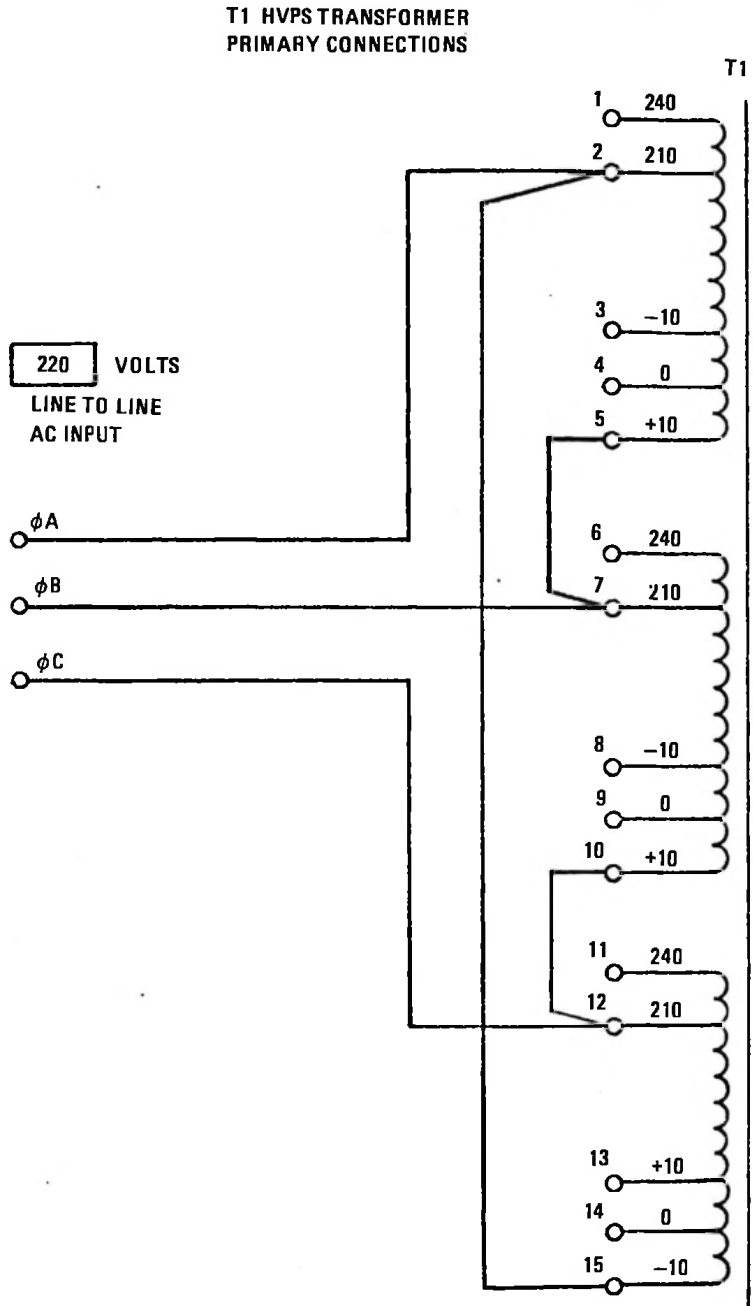 T1 HVPS TRANSFORMER
PRIMARY CONNECTIONS
T1
1 240
2 210
3 −10
4 0
5 +10
220 VOLTS
LINE TO LINE
AC INPUT
ϕA
ϕB
ϕC
6 240
7 210
8 −10
9 0
10 +10
11 240
12 210
13 +10
14 0
15 −10